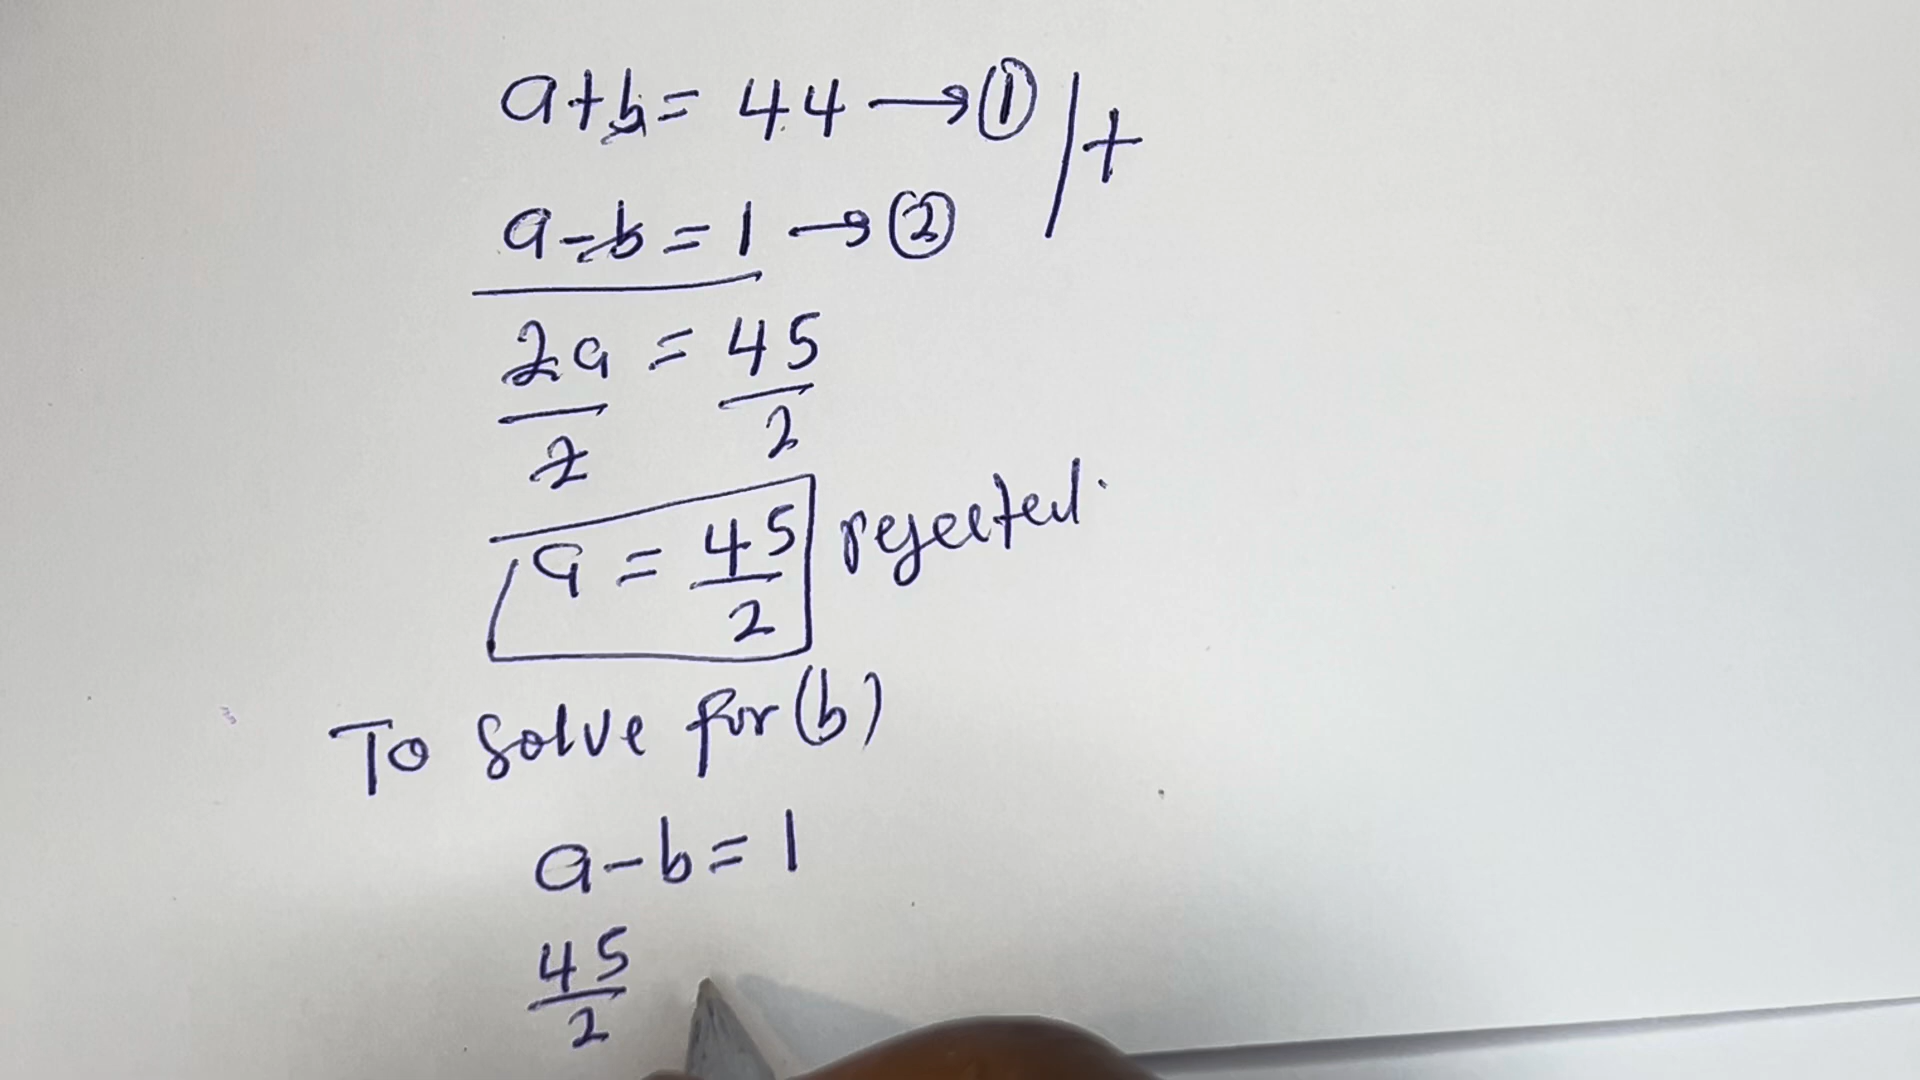 a+b = 44 → ① / +
a-b = 1 → ②
2a/2 = 45/2
a = 45/2 rejected.
To solve for (b)
a-b = 1
45/2